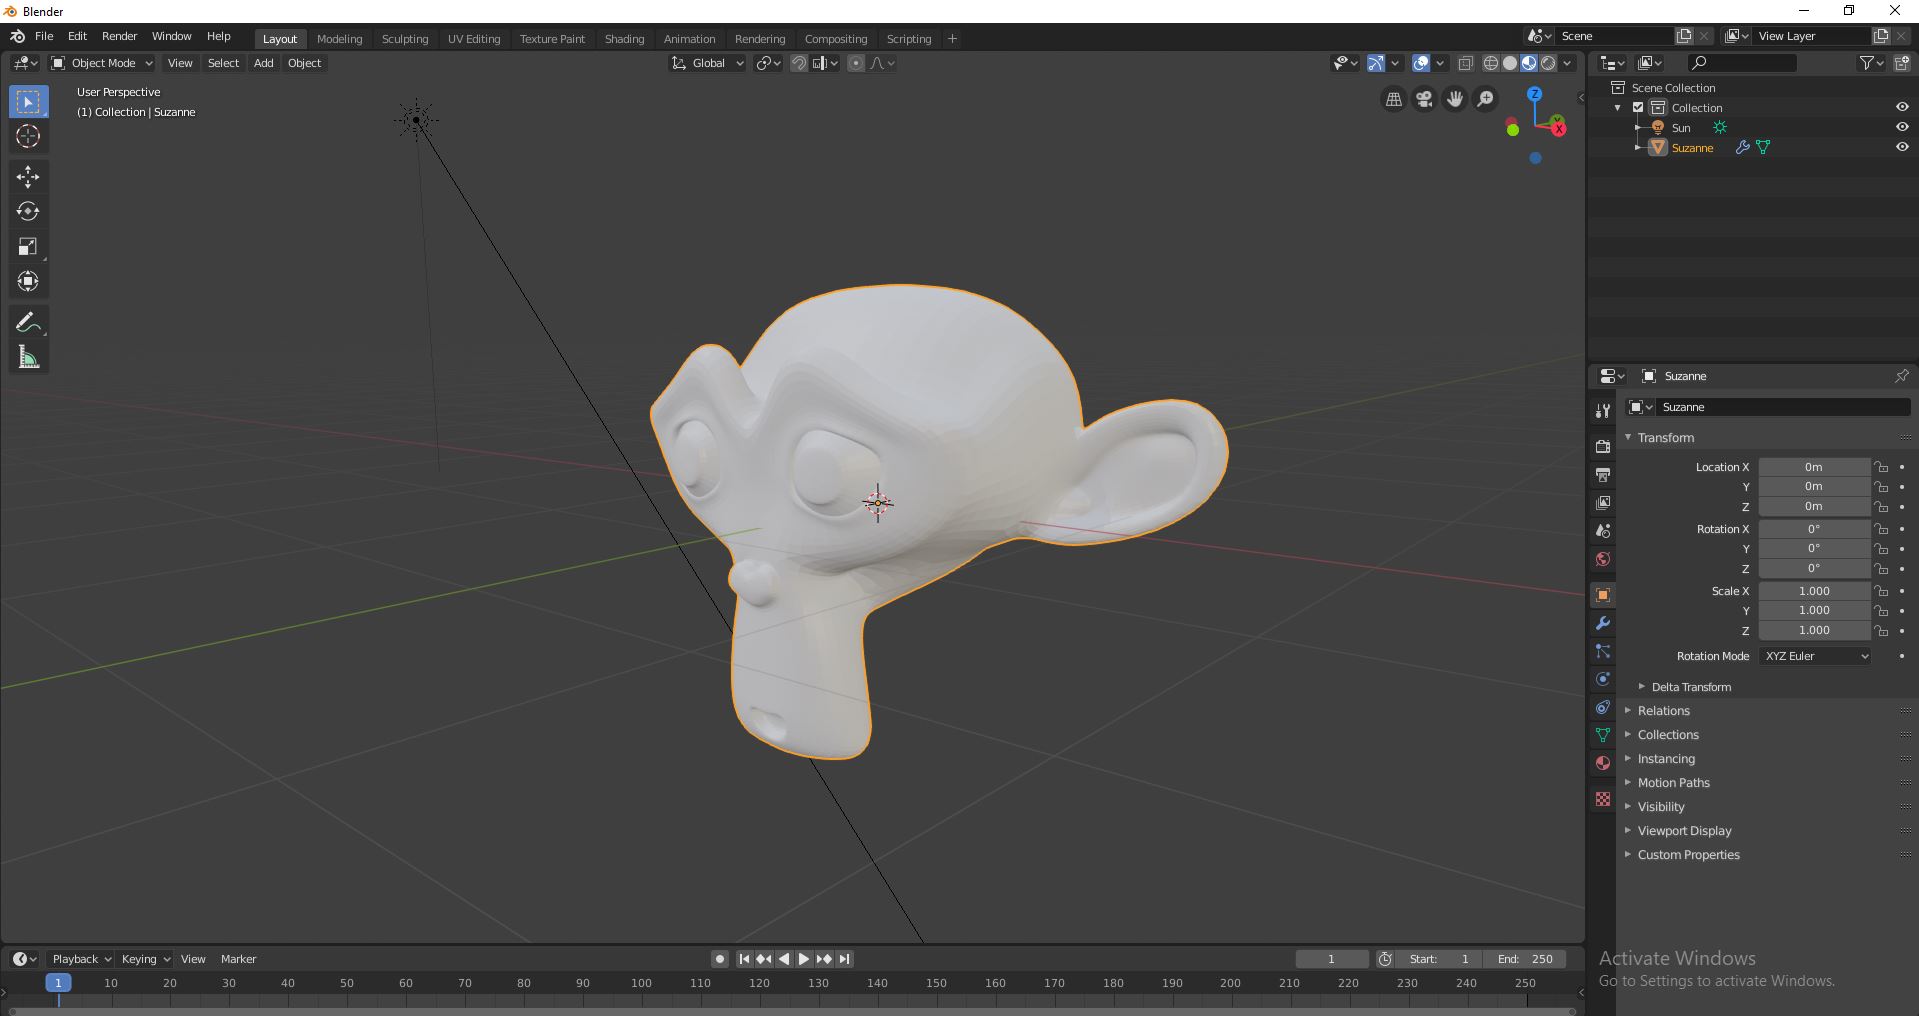 Blender
File Edit Render Window Help Layout Modeling Sculpting UV Editing Texture Paint Shading Animation Rendering Compositing Scripting + Scene View Layer
Object Mode View Select Add Object Global
User Perspective
(1) Collection | Suzanne
Z
Y
X
Scene Collection
Collection
Sun
Suzanne
Suzanne
Suzanne
Transform
Location X 0m
Y 0m
Z 0m
Rotation X 0°
Y 0°
Z 0°
Scale X 1.000
Y 1.000
Z 1.000
Rotation Mode XYZ Euler
Delta Transform
Relations
Collections
Instancing
Motion Paths
Visibility
Viewport Display
Custom Properties
Activate Windows
Go to Settings to activate Windows.
Playback Keying View Marker 1 Start: 1 End: 250
1 10 20 30 40 50 60 70 80 90 100 110 120 130 140 150 160 170 180 190 200 210 220 230 240 250